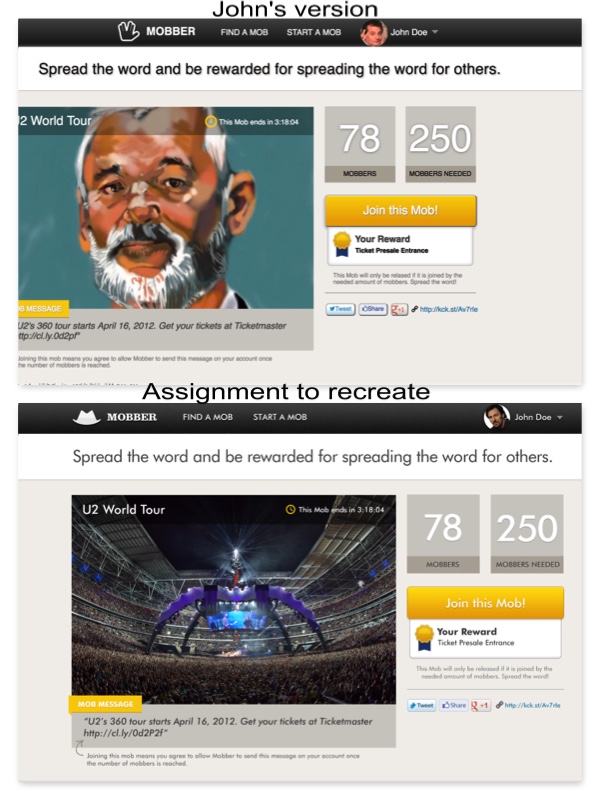 John's version
MOBBER FIND A MOB START A MOB John Doe
Spread the word and be rewarded for spreading the word for others.
U2 World Tour This Mob ends in 3:18:04
78 250
MOBBERS MOBBERS NEEDED
Join this Mob!
Your Reward
Ticket Presale Entrance
This Mob will only be relased if it is joined by the
needed amount of mobbers. Spread the word!
Tweet Share +1 http://kck.st/Av7rle
OB MESSAGE
U2's 360 tour starts April 16, 2012. Get your tickets at Ticketmaster
http://cl.ly.0d2pf"
Joining this mob means you agree to allow Mobber to send this message on your account once
the number of mobbers is reached.
Assignment to recreate
MOBBER FIND A MOB START A MOB John Doe
Spread the word and be rewarded for spreading the word for others.
U2 World Tour This Mob ends in 3:18:04
78 250
MOBBERS MOBBERS NEEDED
Join this Mob!
Your Reward
Ticket Presale Entrance
This Mob will only be released if it is joined by the
needed amount of mobbers. Spread the word!
Tweet Share +1 http://kck.st/Av7rle
MOB MESSAGE
"U2's 360 tour starts April 16, 2012. Get your tickets at Ticketmaster
http://cl.ly/0d2P2f"
Joining this mob means you agree to allow Mobber to send this message on your account once
the number of mobbers is reached.